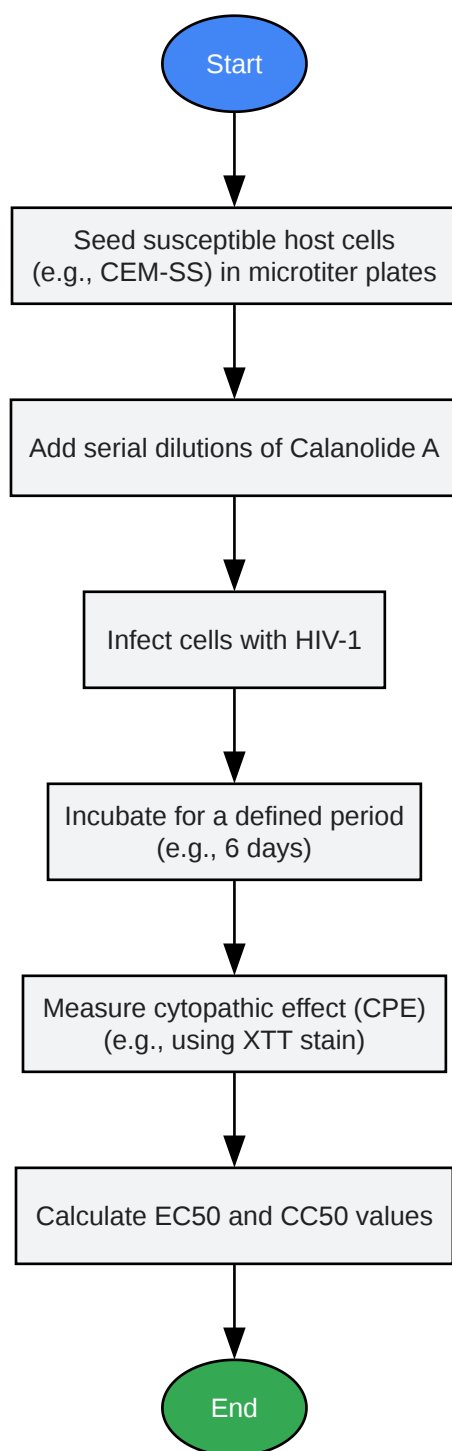 Start
Seed susceptible host cells
(e.g., CEM-SS) in microtiter plates
Add serial dilutions of Calanolide A
Infect cells with HIV-1
Incubate for a defined period
(e.g., 6 days)
Measure cytopathic effect (CPE)
(e.g., using XTT stain)
Calculate EC50 and CC50 values
End